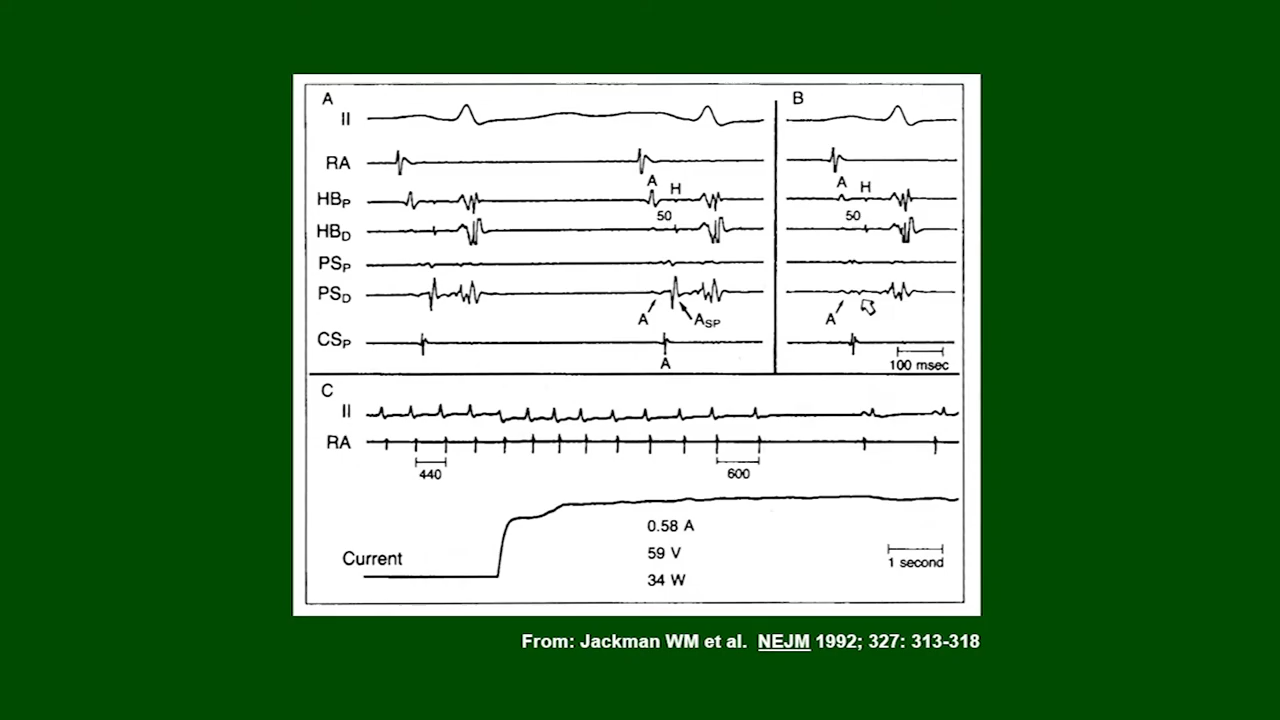 A
B
II
RA
A
H
A
H
HBP
50
50
HBD
PSP
PSD
A
ASP
A
CSP
A
100 msec
C
II
RA
440
600
0.58 A
Current
59 V
1 second
34 W
From: Jackman WM et al. NEJM 1992; 327: 313-318